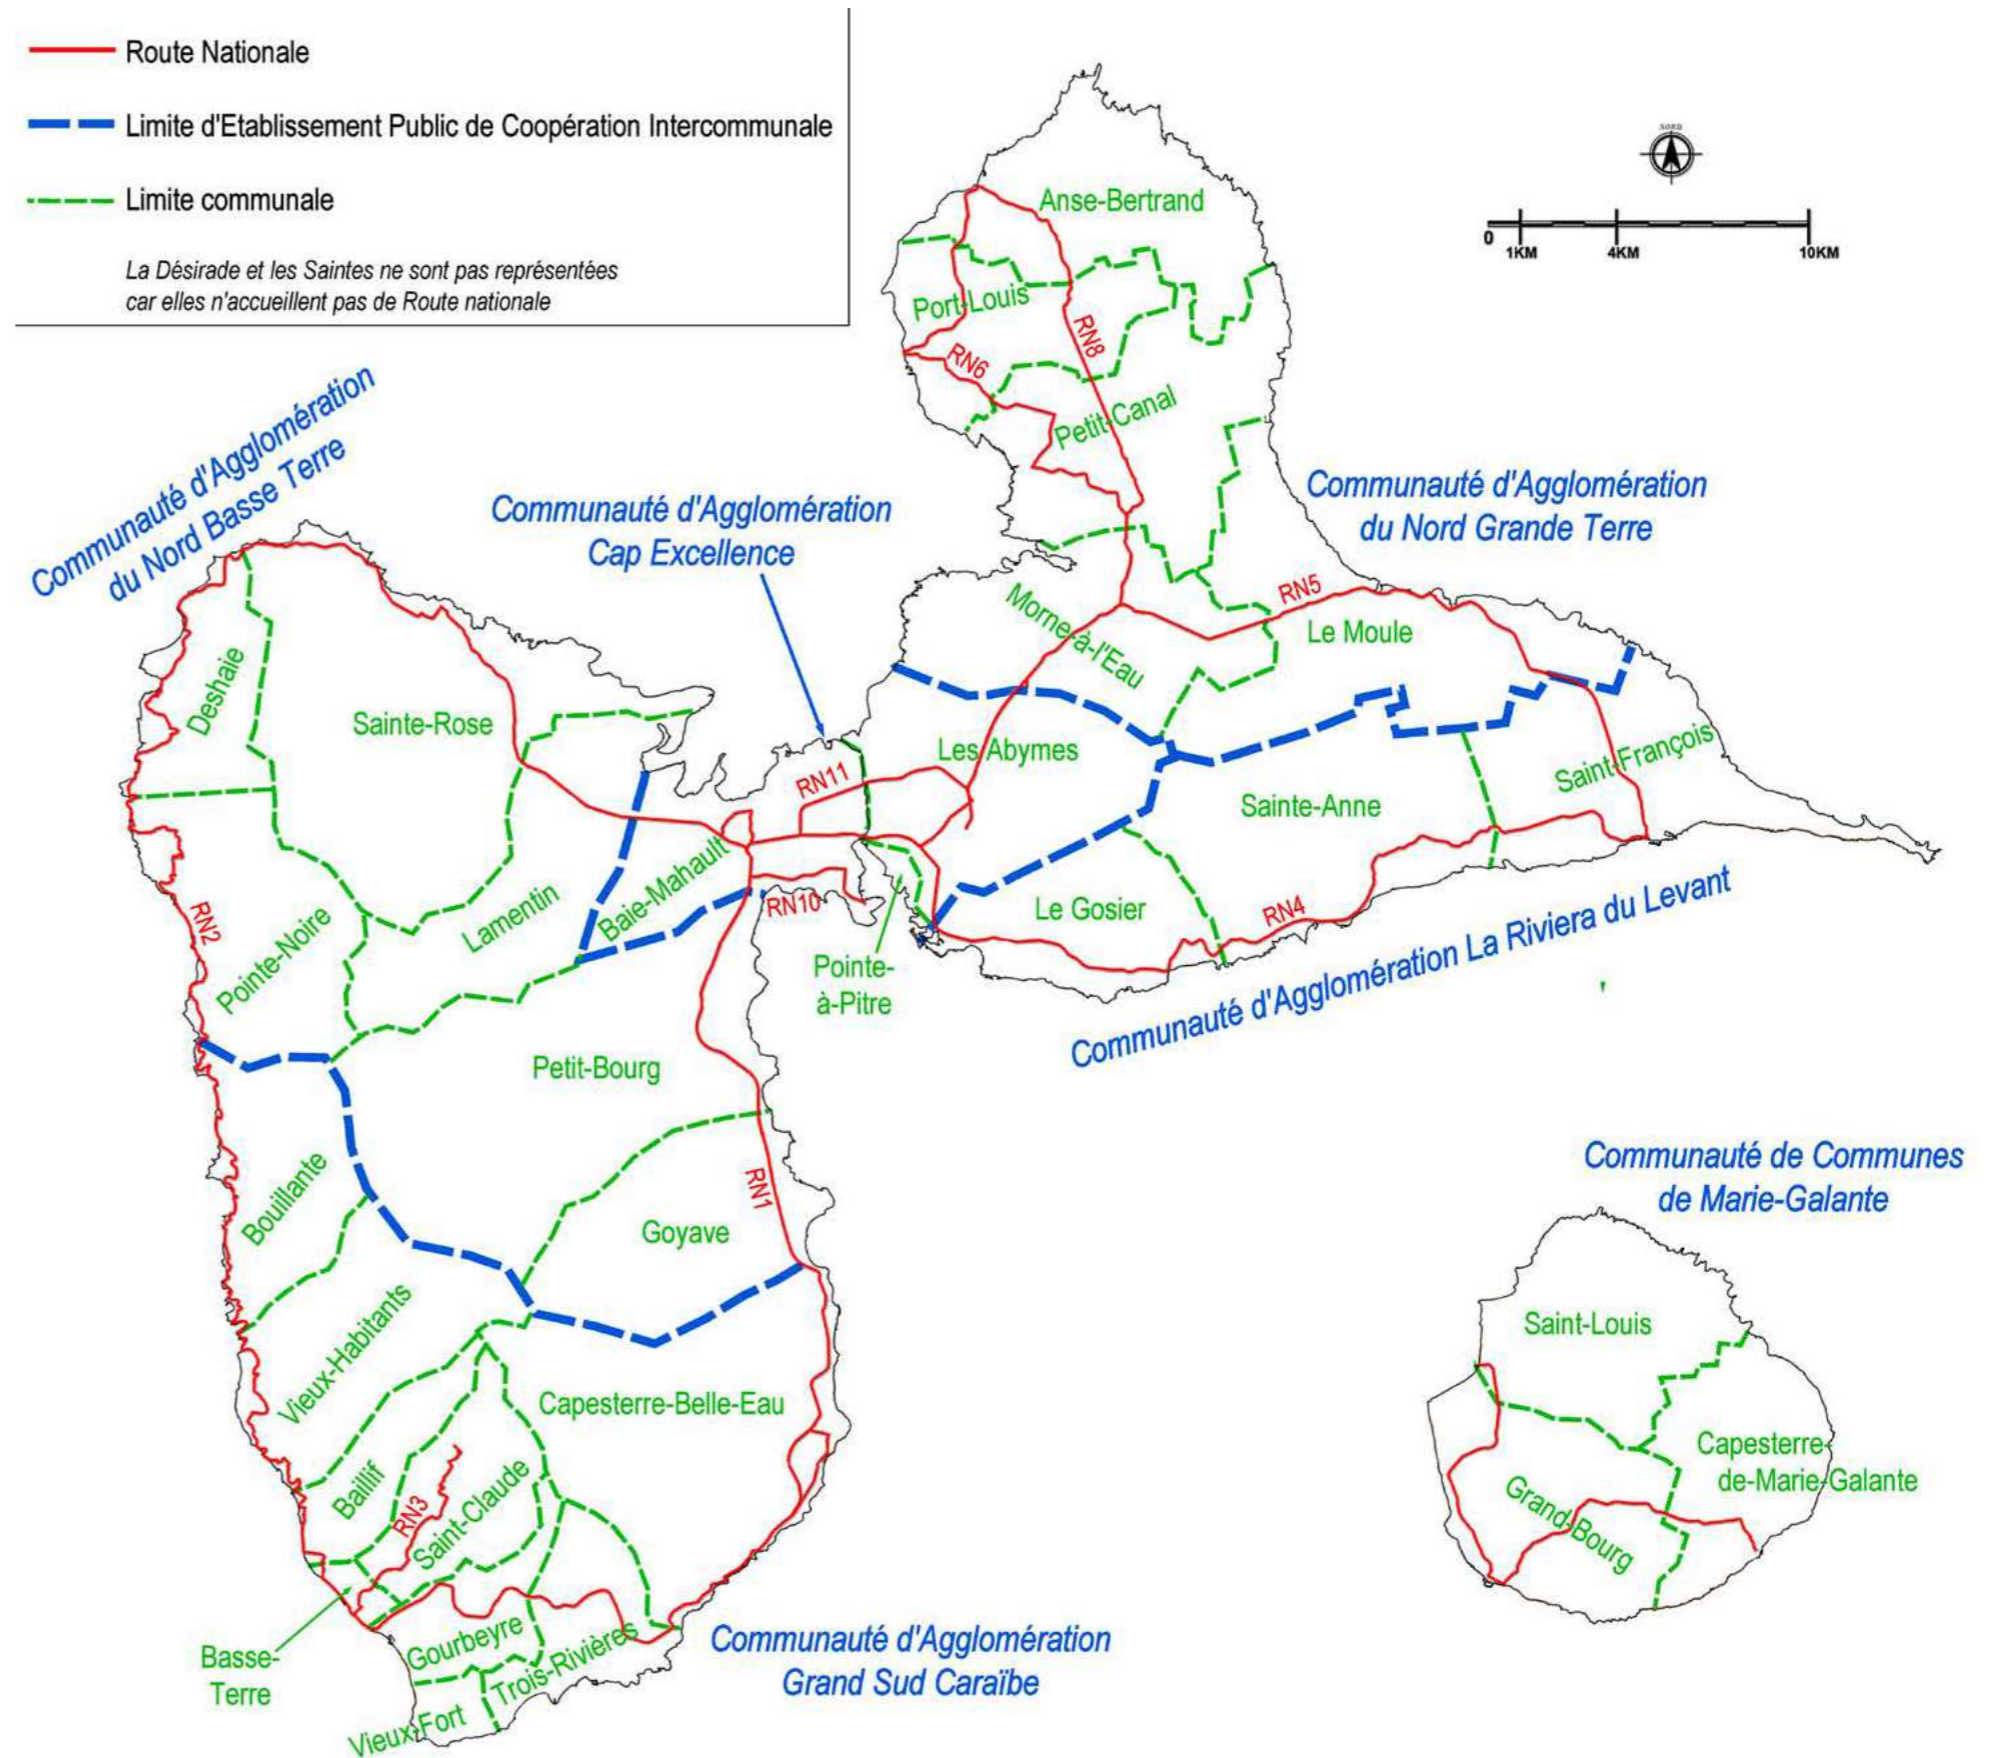 Route Nationale
Limite d'Etablissement Public de Coopération Intercommunale
Limite communale
La Désirade et les Saintes ne sont pas représentées
car elles n'accueillent pas de Route nationale
NORD
0
1KM
4KM
10KM
Anse-Bertrand
Port-Louis
RN8
RN6
Petit-Canal
Communauté d'Agglomération
du Nord Basse Terre
Communauté d'Agglomération
Cap Excellence
Communauté d'Agglomération
du Nord Grande Terre
Morne-à-l'Eau
RN5
Le Moule
Deshaie
Sainte-Rose
Les Abymes
RN11
Sainte-Anne
Saint-François
Baie-Mahault
Lamentin
RN10
Le Gosier
RN4
RN2
Pointe-Noire
Pointe-
à-Pitre
Communauté d'Agglomération La Riviera du Levant
Petit-Bourg
Bouillante
RN1
Goyave
Communauté de Communes
de Marie-Galante
Vieux-Habitants
Saint-Louis
Capesterre-Belle-Eau
Capesterre-
de-Marie-Galante
Baillif
RN3
Saint-Claude
Grand-Bourg
Basse-
Terre
Gourbeyre
Trois-Rivières
Vieux-Fort
Communauté d'Agglomération
Grand Sud Caraïbe